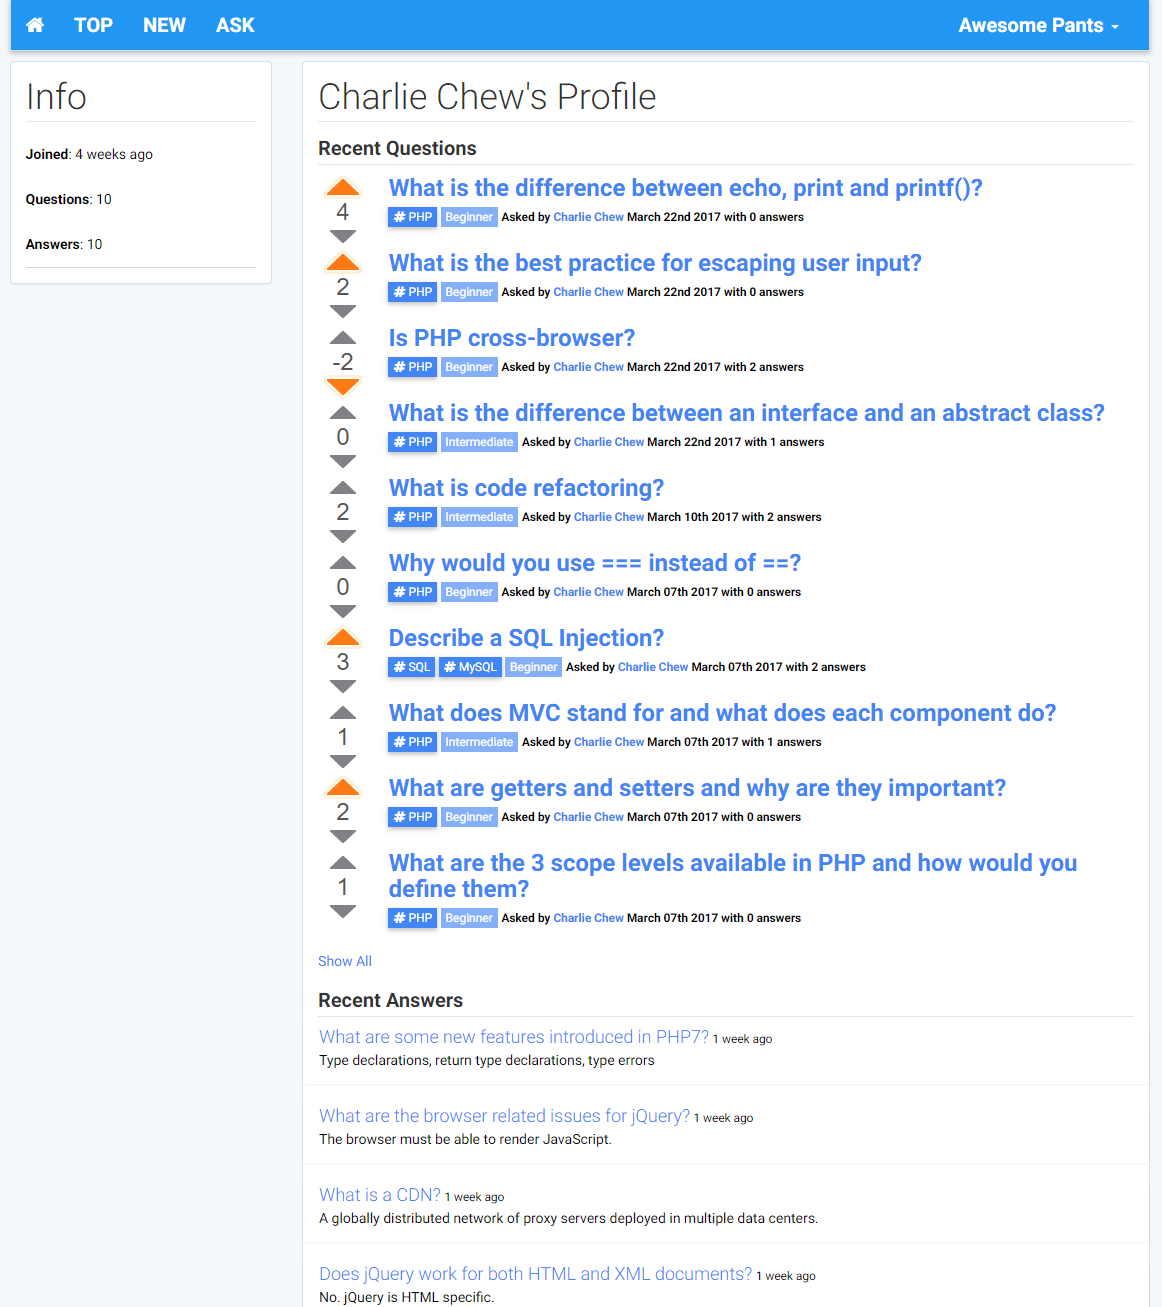 TOP NEW ASK Awesome Pants
Info
Joined: 4 weeks ago
Questions: 10
Answers: 10
Charlie Chew's Profile
Recent Questions
4
What is the difference between echo, print and printf()?
# PHP Beginner Asked by Charlie Chew March 22nd 2017 with 0 answers
2
What is the best practice for escaping user input?
# PHP Beginner Asked by Charlie Chew March 22nd 2017 with 0 answers
-2
Is PHP cross-browser?
# PHP Beginner Asked by Charlie Chew March 22nd 2017 with 2 answers
0
What is the difference between an interface and an abstract class?
# PHP Intermediate Asked by Charlie Chew March 22nd 2017 with 1 answers
2
What is code refactoring?
# PHP Intermediate Asked by Charlie Chew March 10th 2017 with 2 answers
0
Why would you use === instead of ==?
# PHP Beginner Asked by Charlie Chew March 07th 2017 with 0 answers
3
Describe a SQL Injection?
# SQL # MySQL Beginner Asked by Charlie Chew March 07th 2017 with 2 answers
1
What does MVC stand for and what does each component do?
# PHP Intermediate Asked by Charlie Chew March 07th 2017 with 1 answers
2
What are getters and setters and why are they important?
# PHP Beginner Asked by Charlie Chew March 07th 2017 with 0 answers
1
What are the 3 scope levels available in PHP and how would you
define them?
# PHP Beginner Asked by Charlie Chew March 07th 2017 with 0 answers
Show All
Recent Answers
What are some new features introduced in PHP7? 1 week ago
Type declarations, return type declarations, type errors
What are the browser related issues for jQuery? 1 week ago
The browser must be able to render JavaScript.
What is a CDN? 1 week ago
A globally distributed network of proxy servers deployed in multiple data centers.
Does jQuery work for both HTML and XML documents? 1 week ago
No. jQuery is HTML specific.